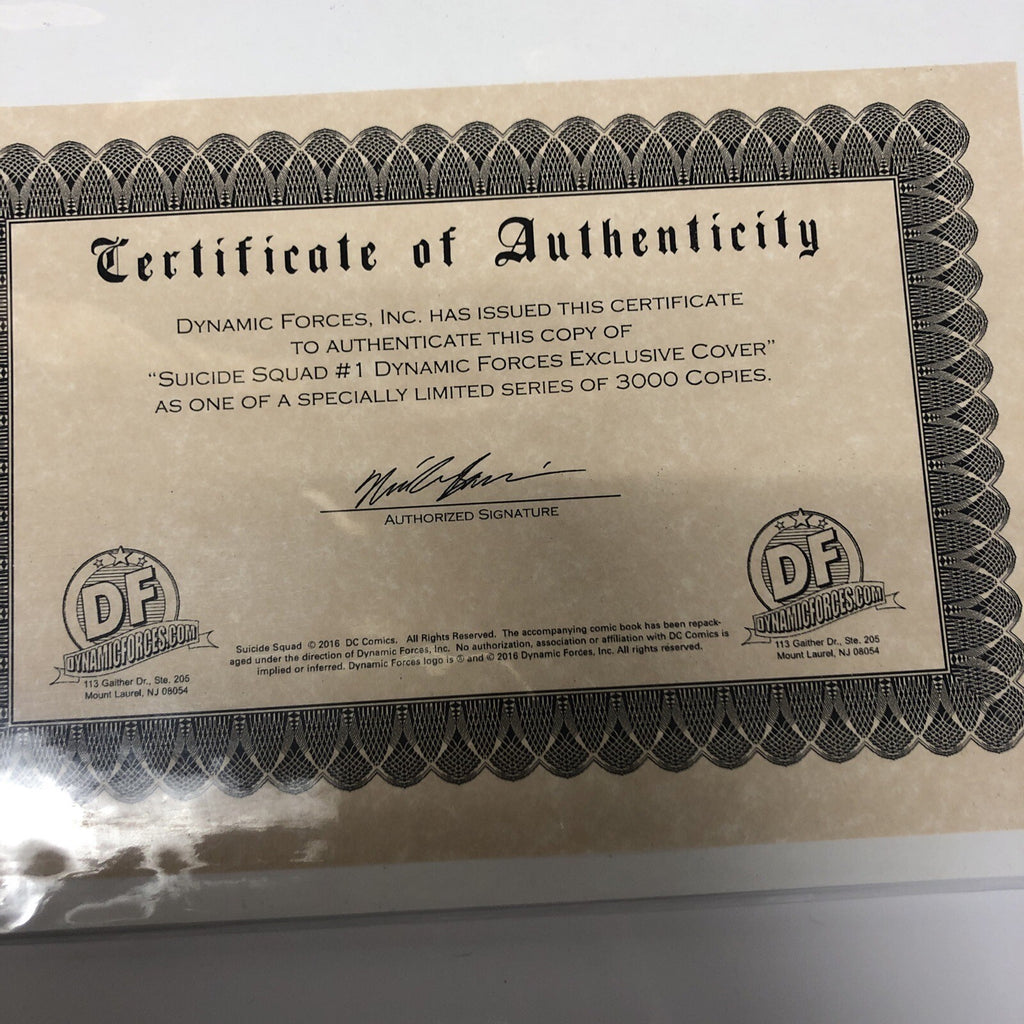 Certificate of Authenticity
DYNAMIC FORCES, INC. HAS ISSUED THIS CERTIFICATE
TO AUTHENTICATE THIS COPY OF
“SUICIDE SQUAD #1 DYNAMIC FORCES EXCLUSIVE COVER”
AS ONE OF A SPECIALLY LIMITED SERIES OF 3000 COPIES.
AUTHORIZED SIGNATURE
DF
DYNAMICFORCES.COM
113 Gaither Dr., Ste. 205
Mount Laurel, NJ 08054
Suicide Squad © 2016 DC Comics. All Rights Reserved. The accompanying comic book has been repack-
aged under the direction of Dynamic Forces, Inc. No authorization, association or affiliation with DC Comics is
implied or inferred. Dynamic Forces logo is ® and © 2016 Dynamic Forces, Inc. All rights reserved.
DF
DYNAMICFORCES.COM
113 Gaither Dr., Ste. 205
Mount Laurel, NJ 08054